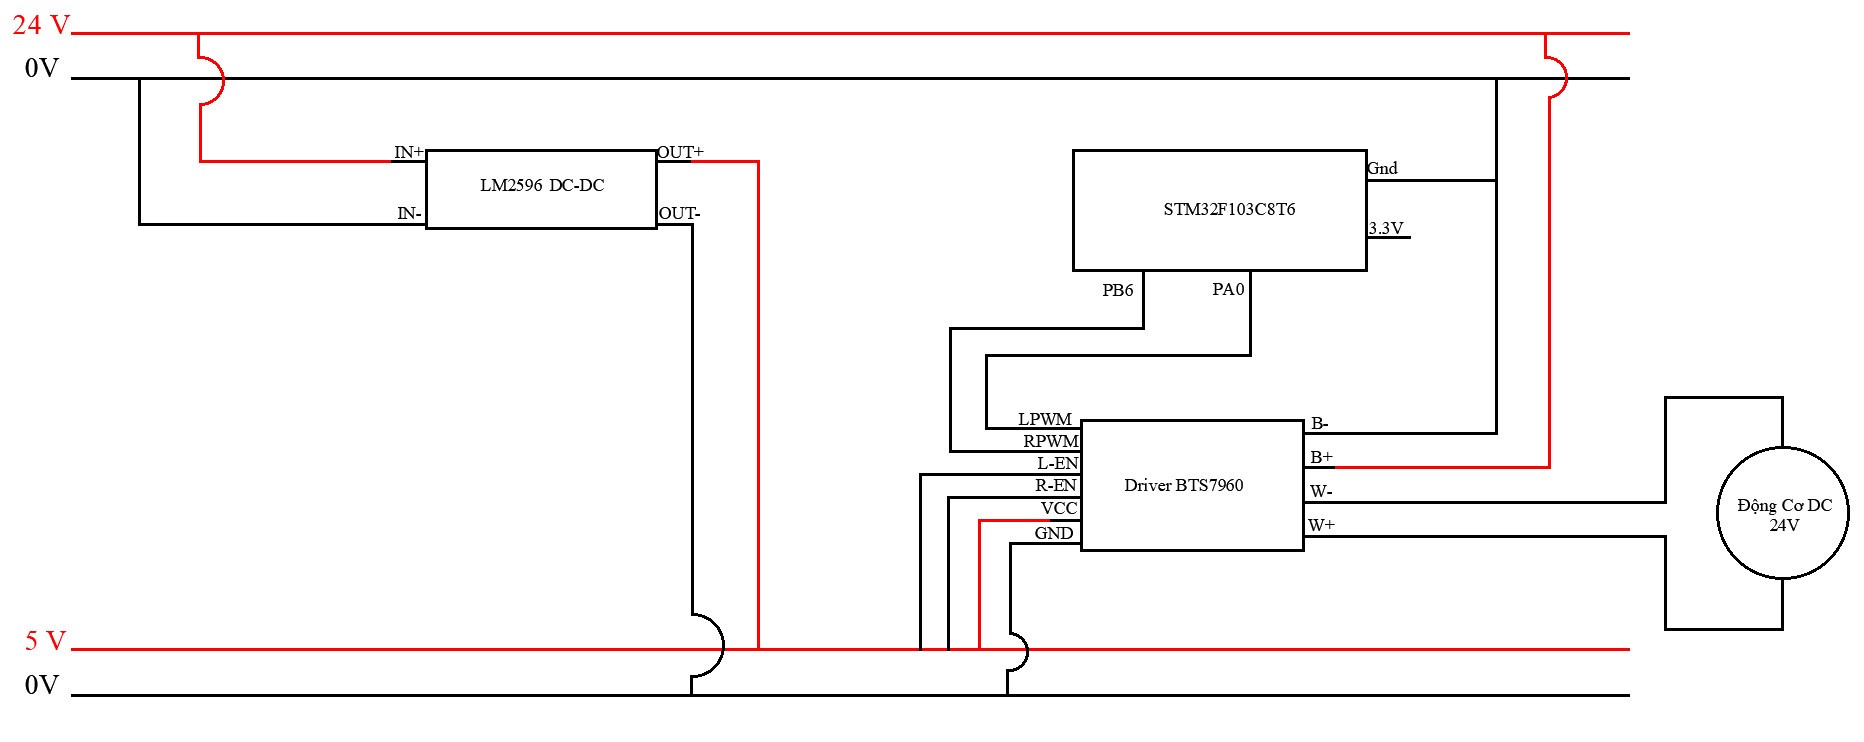 24 V
0V
IN+
OUT+
LM2596 DC-DC
IN-
OUT-
Gnd
STM32F103C8T6
3.3V
PB6
PA0
LPWM
RPWM
L-EN
R-EN
VCC
GND
Driver BTS7960
B-
B+
W-
W+
Động Cơ DC
24V
5 V
0V